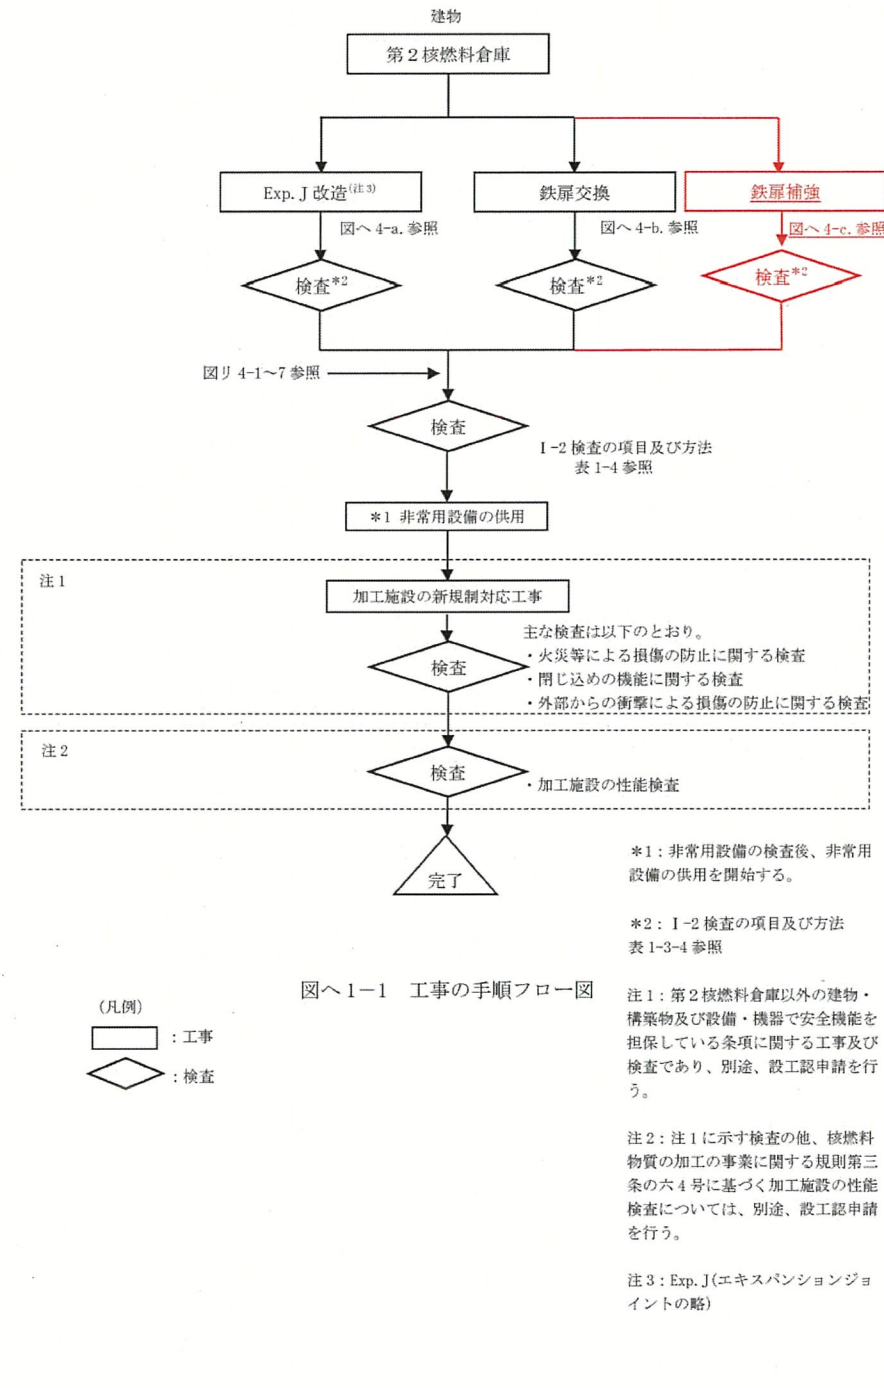 建物
第２核燃料倉庫
Exp.J 改造(注3)
鉄扉交換
鉄扉補強
図へ 4-a. 参照
図へ 4-b. 参照
図へ 4-c. 参照
検査*2
検査*2
検査*2
図リ 4-1～7 参照
検査
Ⅰ-2 検査の項目及び方法
表 1-4 参照
＊1 非常用設備の供用
注１
加工施設の新規制対応工事
主な検査は以下のとおり。
・火災等による損傷の防止に関する検査
検査
・閉じ込めの機能に関する検査
・外部からの衝撃による損傷の防止に関する検査
注２
検査
・加工施設の性能検査
完了
＊1：非常用設備の検査後、非常用
設備の供用を開始する。
＊2：Ⅰ-2 検査の項目及び方法
表 1-3-4 参照
図へ１－１　工事の手順フロー図
(凡例)
：工事
：検査
注１：第２核燃料倉庫以外の建物・
構築物及び設備・機器で安全機能を
担保している条項に関する工事及び
検査であり、別途、設工認申請を行
う。
注２：注１に示す検査の他、核燃料
物質の加工の事業に関する規則第三
条の六４号に基づく加工施設の性能
検査については、別途、設工認申請
を行う。
注３：Exp.J(エキスパンションジョ
イントの略)